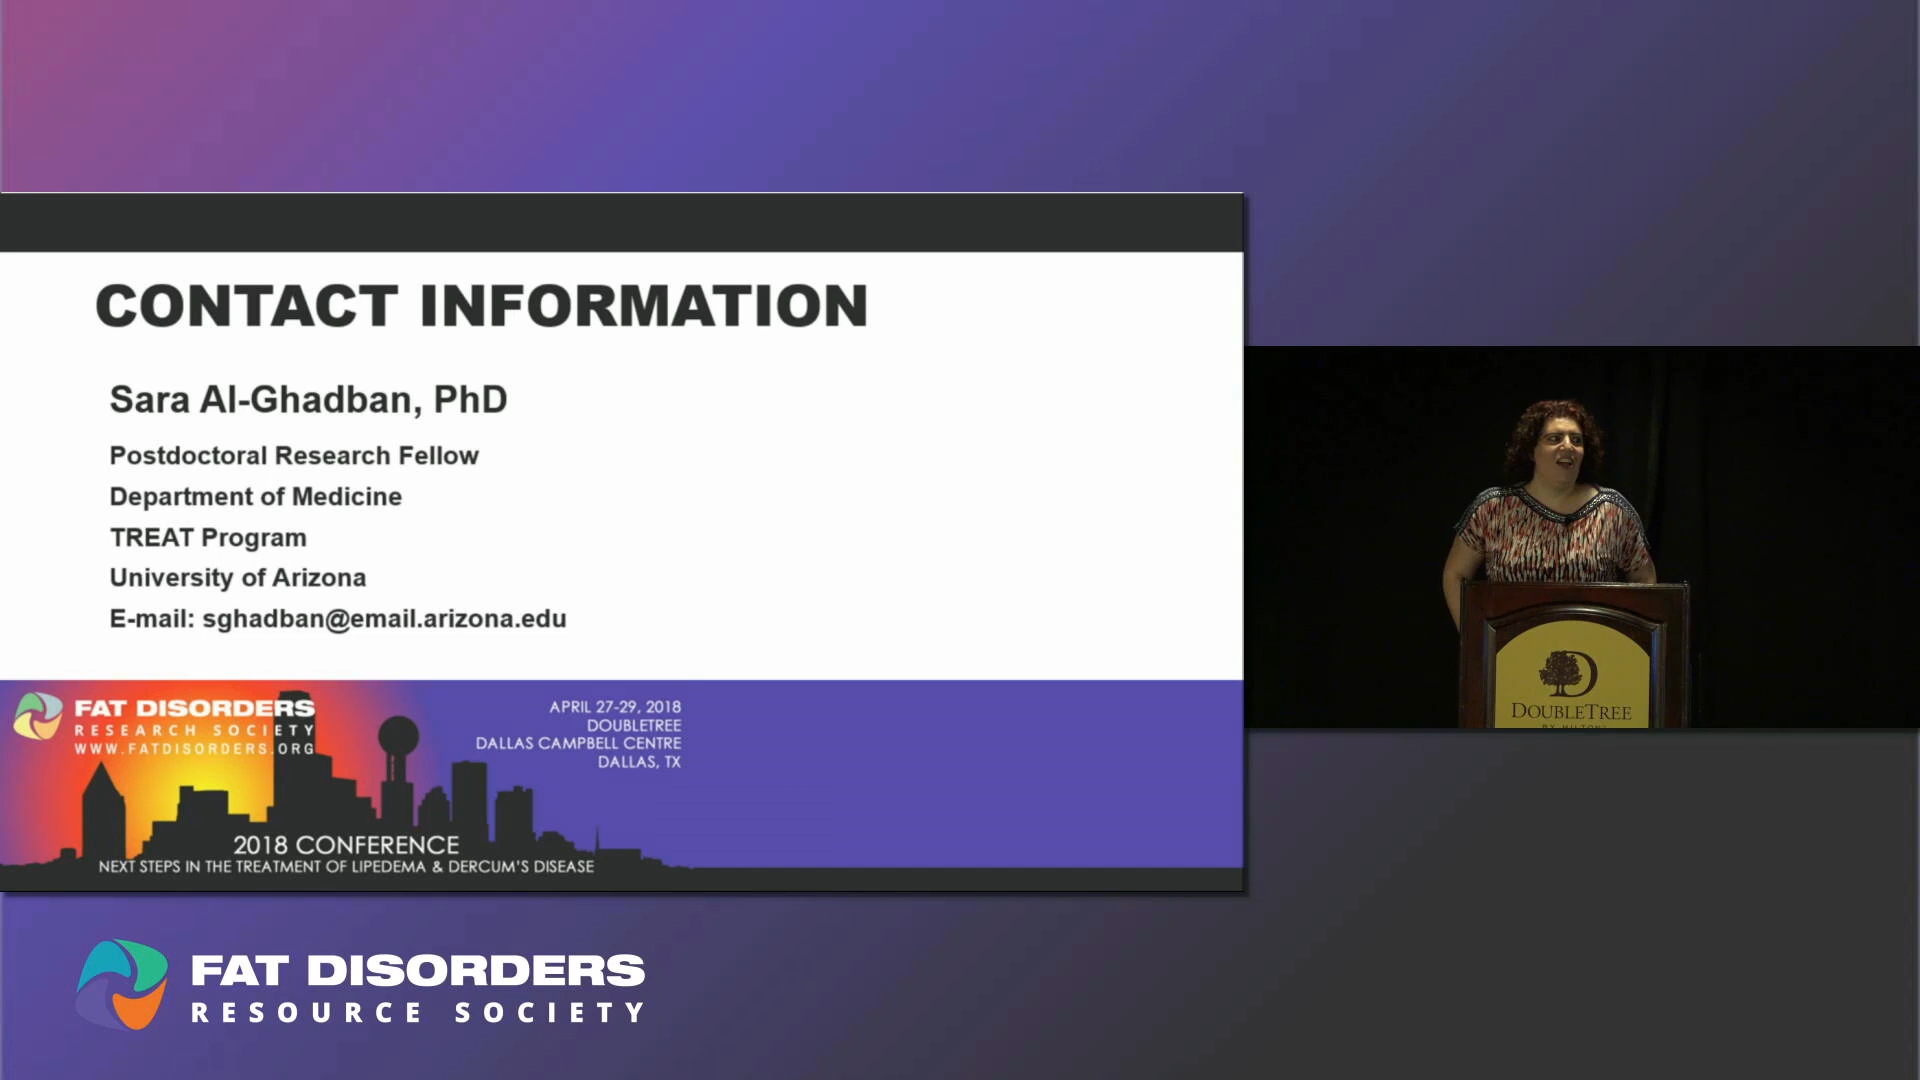 CONTACT INFORMATION
Sara Al-Ghadban, PhD
Postdoctoral Research Fellow
Department of Medicine
TREAT Program
University of Arizona
E-mail: sghadban@email.arizona.edu
FAT DISORDERS
RESEARCH SOCIETY
WWW.FATDISORDERS.ORG
APRIL 27-29, 2018
DOUBLETREE
DALLAS CAMPBELL CENTRE
DALLAS, TX
2018 CONFERENCE
NEXT STEPS IN THE TREATMENT OF LIPEDEMA & DERCUM'S DISEASE
D
DOUBLETREE
BY HILTON
FAT DISORDERS
RESOURCE SOCIETY